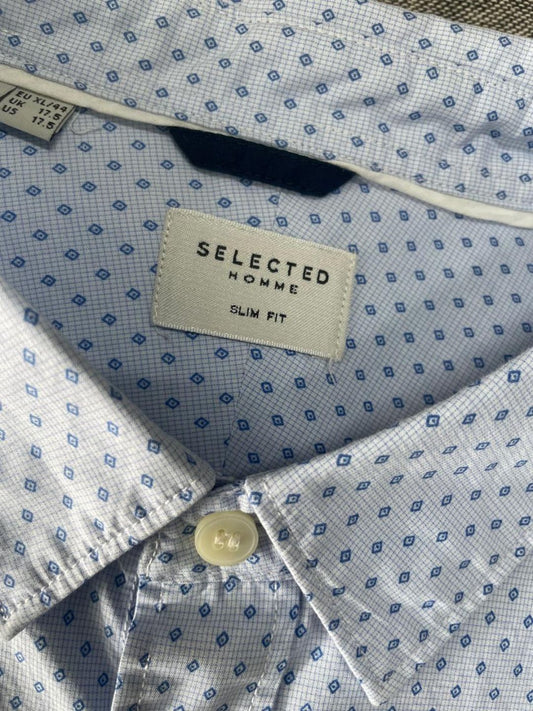 EU XL/44
UK 17.5
US 17.5
SELECTED
HOMME
SLIM FIT